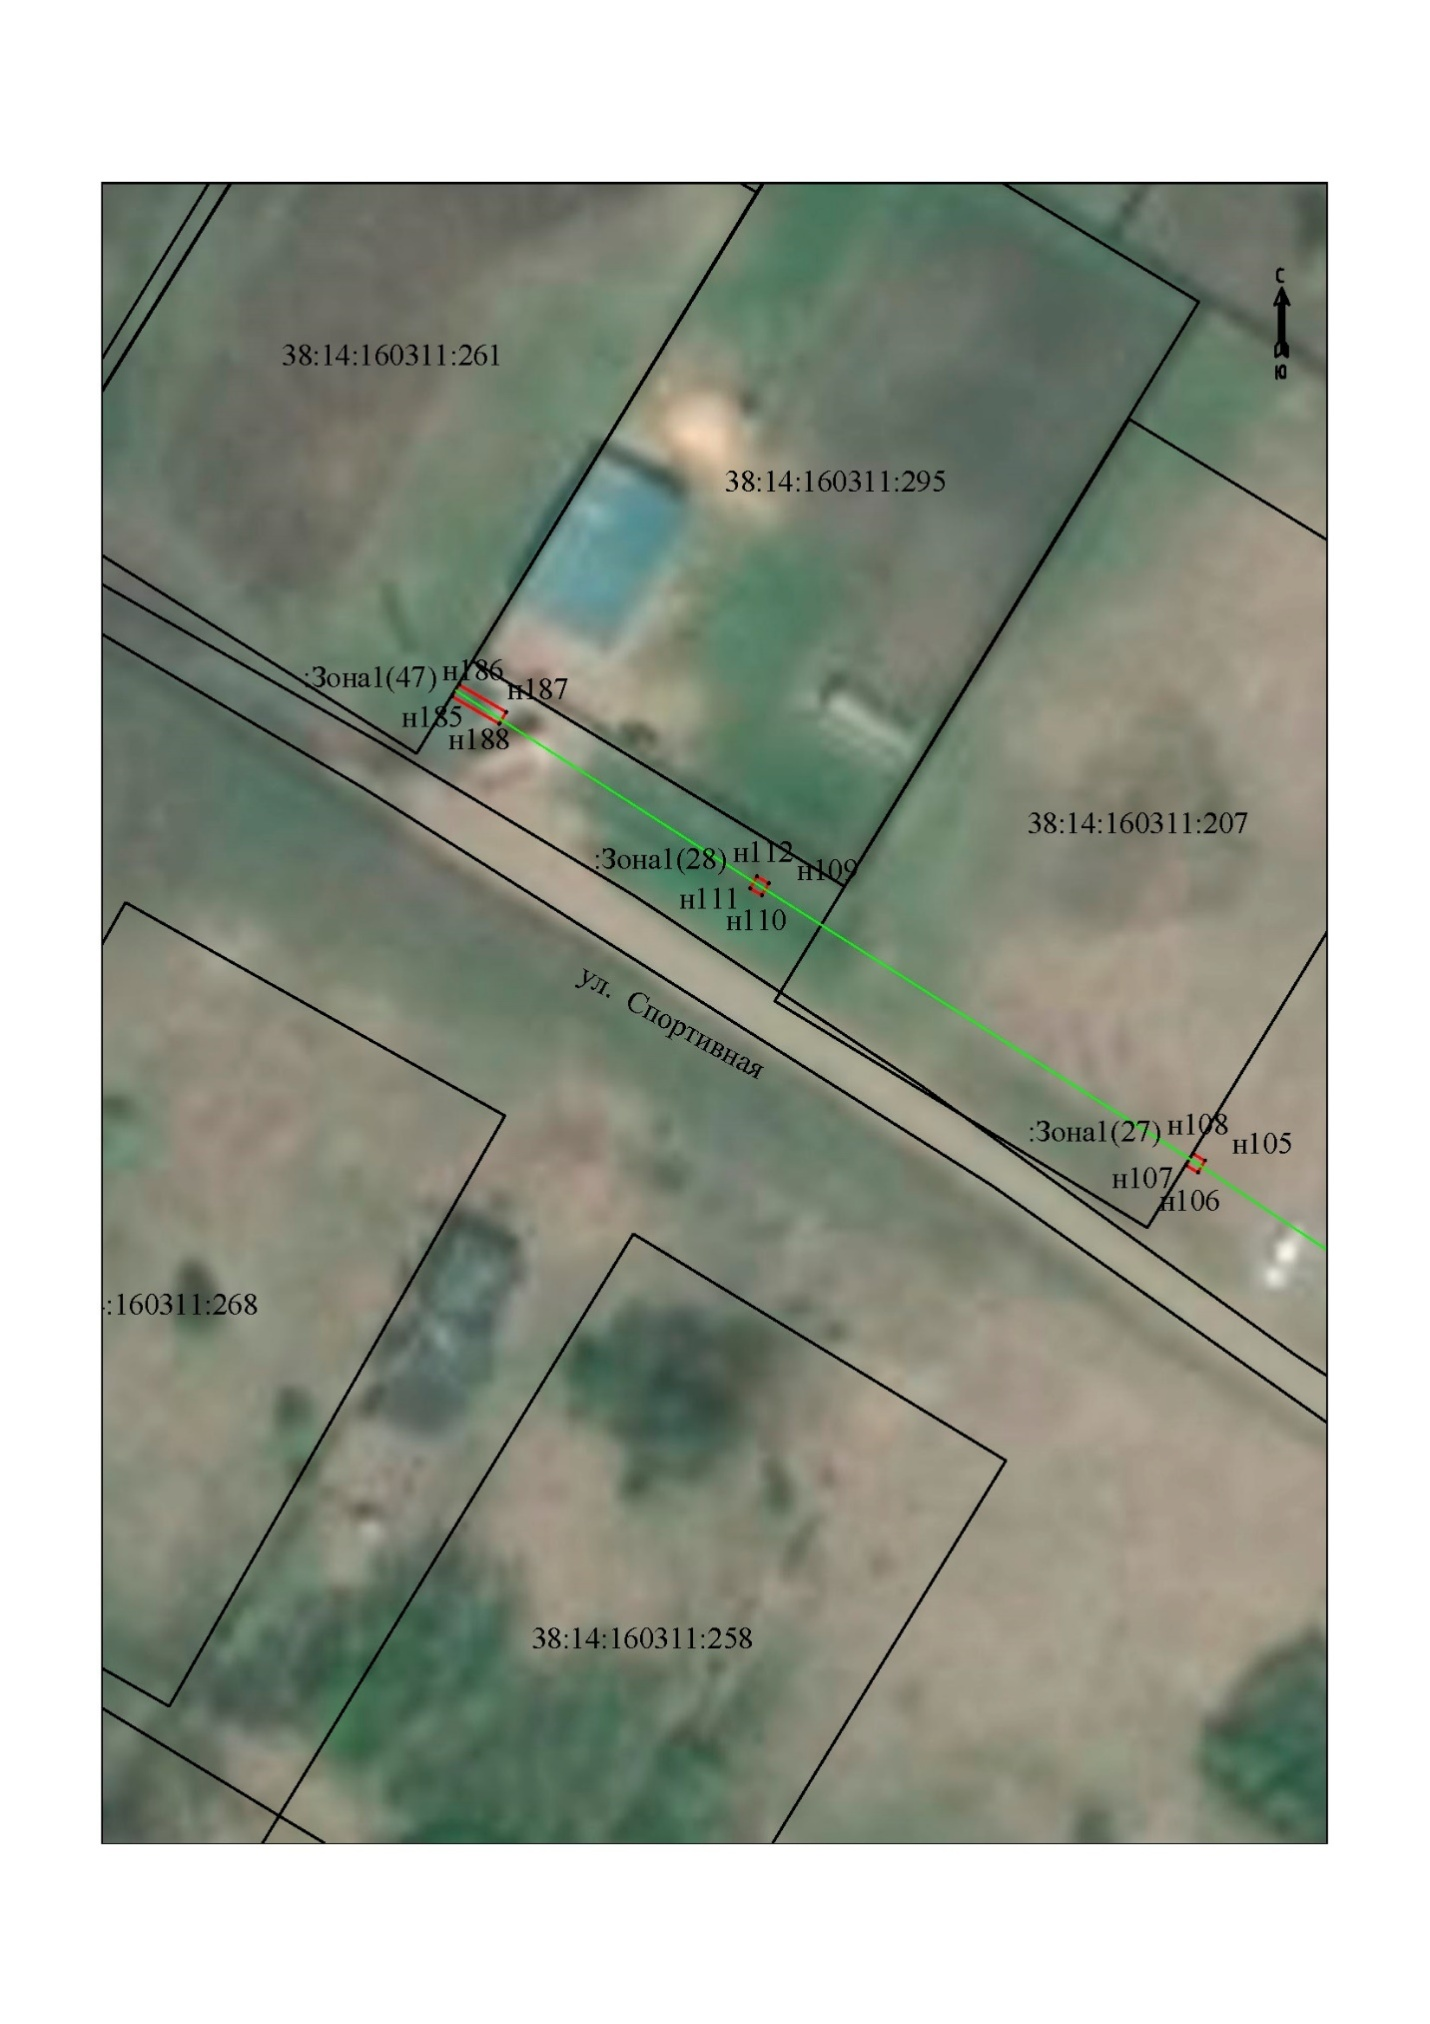 С
Ю
38:14:160311:261
38:14:160311:295
:Зона1(47) н186
н187
н185
н188
38:14:160311:207
:Зона1(28) н112
н109
н111
н110
ул. Спортивная
:Зона1(27) н108
н105
н107
н106
:160311:268
38:14:160311:258